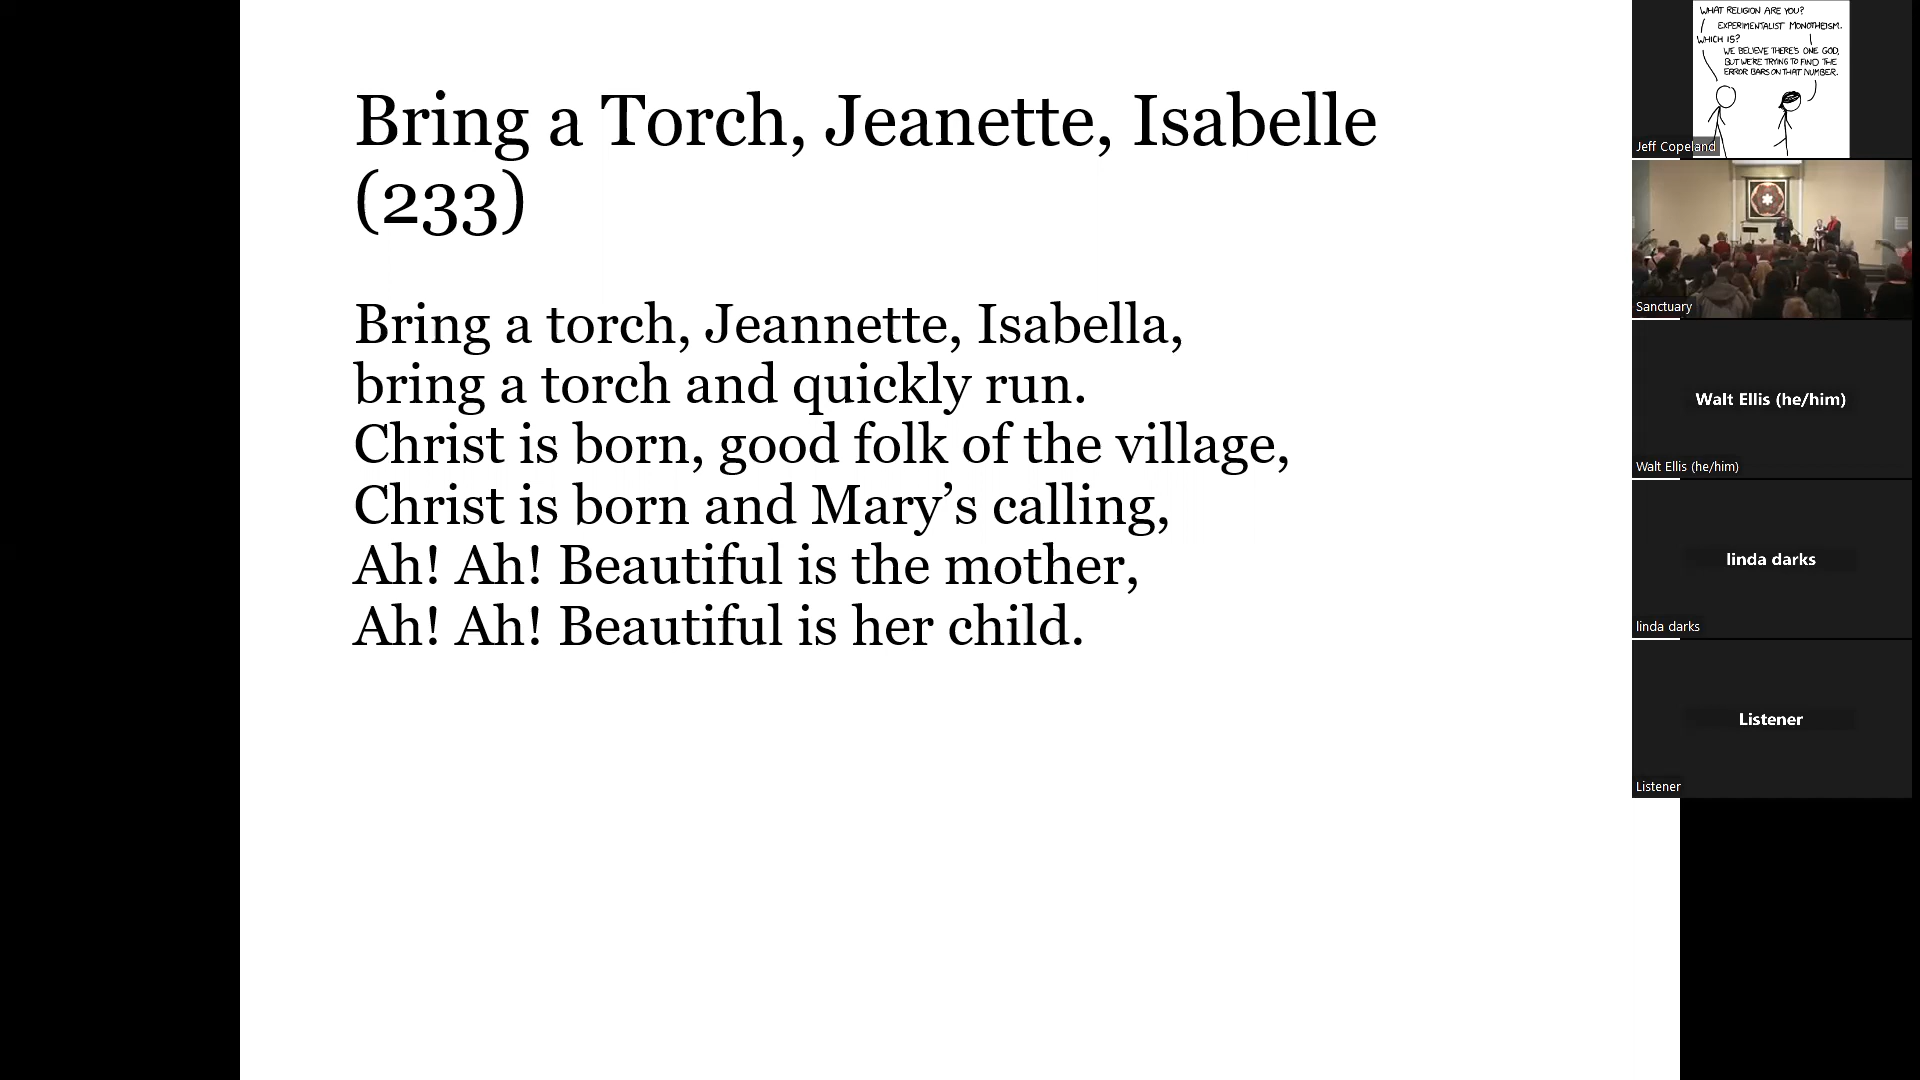 Bring a Torch, Jeanette, Isabelle
(233)
Bring a torch, Jeannette, Isabella,
bring a torch and quickly run.
Christ is born, good folk of the village,
Christ is born and Mary’s calling,
Ah! Ah! Beautiful is the mother,
Ah! Ah! Beautiful is her child.
WHAT RELIGION ARE YOU?
EXPERIMENTALIST MONOTHEISM.
WHICH IS?
WE BELIEVE THERE'S ONE GOD,
BUT WE'RE TRYING TO FIND THE
ERROR BARS ON THAT NUMBER.
Jeff Copeland
Sanctuary
Walt Ellis (he/him)
Walt Ellis (he/him)
linda darks
linda darks
Listener
Listener